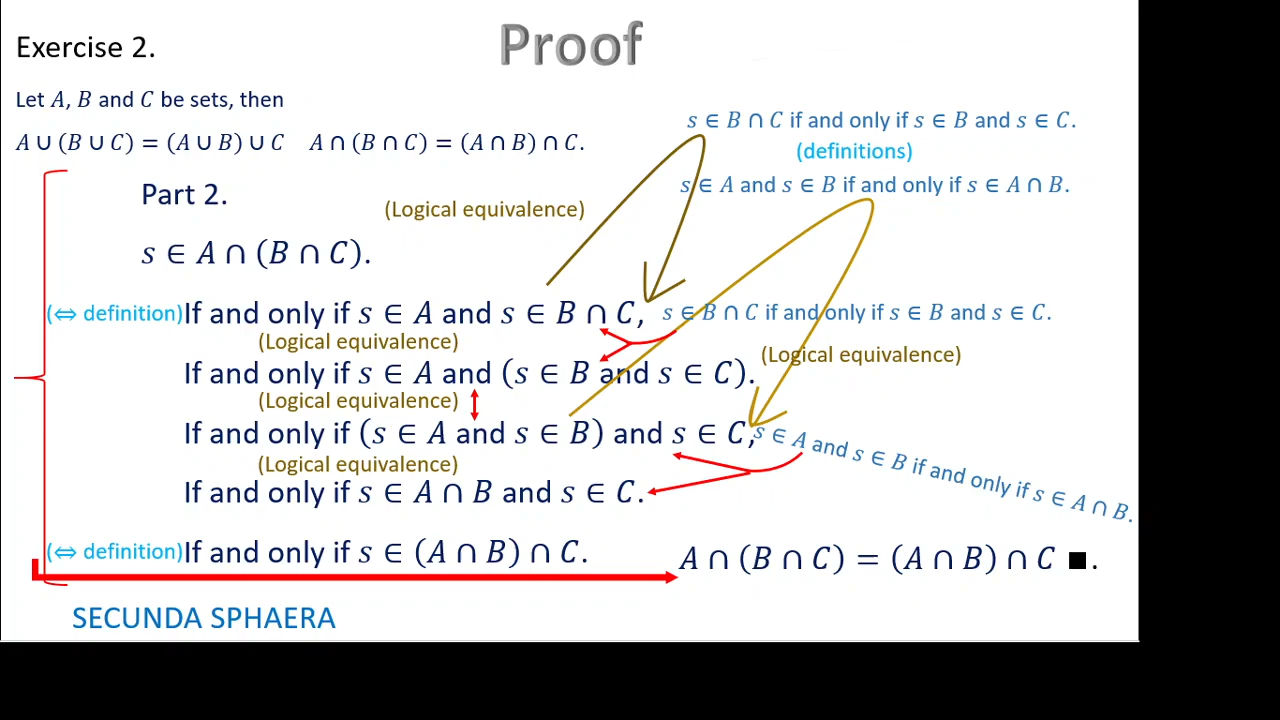 Proof
Exercise 2.
Let A, B and C be sets, then
A ∪ (B ∪ C) = (A ∪ B) ∪ C A ∩ (B ∩ C) = (A ∩ B) ∩ C.
s ∈ B ∩ C if and only if s ∈ B and s ∈ C.
(definitions)
s ∈ A and s ∈ B if and only if s ∈ A ∩ B.
Part 2.
(Logical equivalence)
s ∈ A ∩ (B ∩ C).
(⇔ definition) If and only if s ∈ A and s ∈ B ∩ C, s ∈ B ∩ C if and only if s ∈ B and s ∈ C.
(Logical equivalence)
(Logical equivalence)
If and only if s ∈ A and (s ∈ B and s ∈ C).
(Logical equivalence)
If and only if (s ∈ A and s ∈ B) and s ∈ C, s ∈ A and s ∈ B if and only if s ∈ A ∩ B.
(Logical equivalence)
If and only if s ∈ A ∩ B and s ∈ C.
(⇔ definition) If and only if s ∈ (A ∩ B) ∩ C.
A ∩ (B ∩ C) = (A ∩ B) ∩ C ■.
SECUNDA SPHAERA